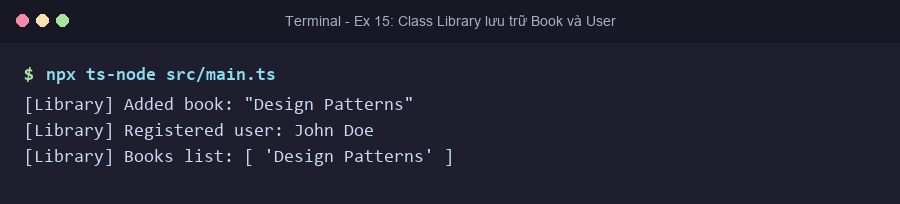 Terminal - Ex 15: Class Library lưu trữ Book và User
$ npx ts-node src/main.ts
[Library] Added book: "Design Patterns"
[Library] Registered user: John Doe
[Library] Books list: [ 'Design Patterns' ]